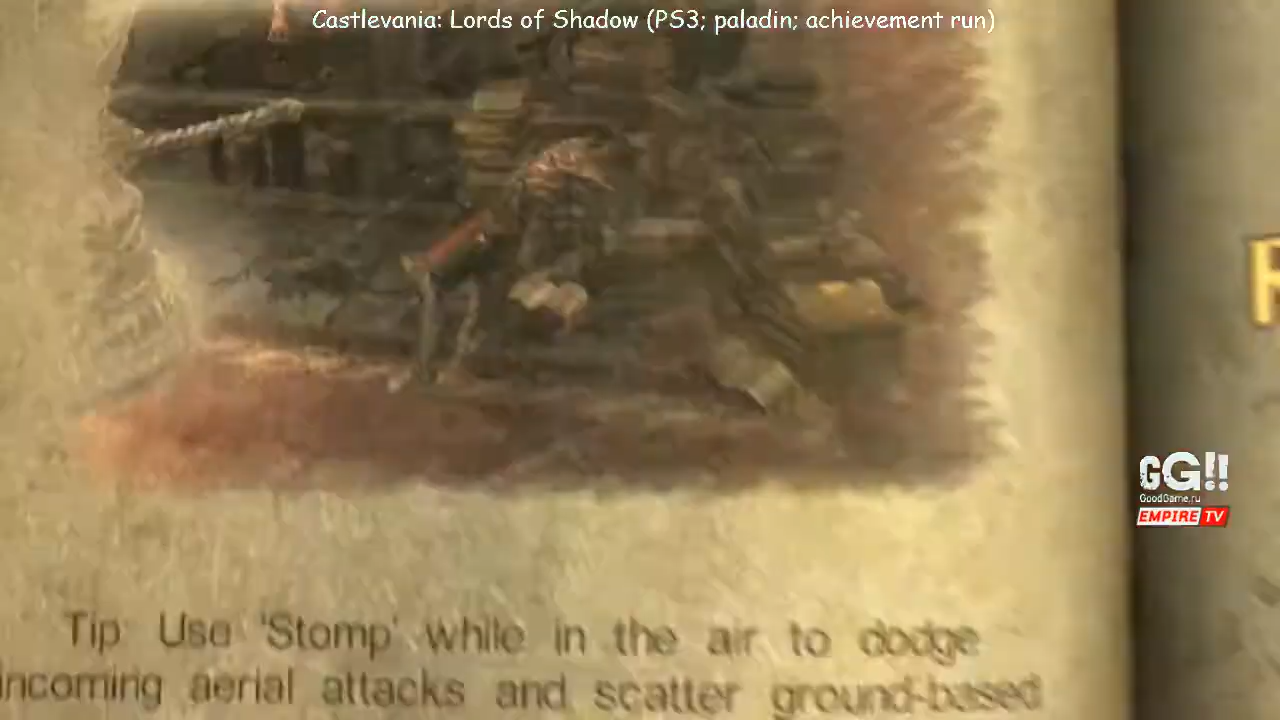 Castlevania: Lords of Shadow (PS3; paladin; achievement run)
GG!!
GoodGame.ru
EMPIRE TV
Tip: Use 'Stomp' while in the air to dodge
incoming aerial attacks and scatter ground-based